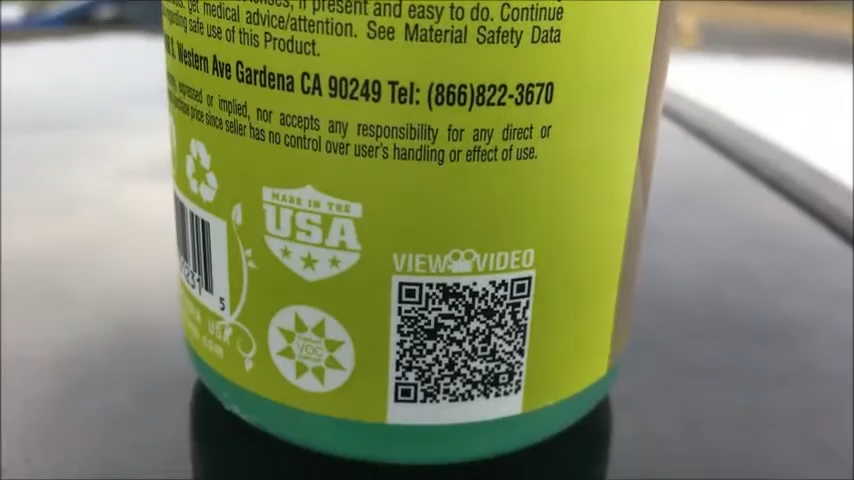 if present and easy to do. Continue
get medical advice/attention. See Material Safety Data
safe use of this Product.
S. Western Ave Gardena CA 90249 Tel: (866)822-3670
expressed or implied, nor accepts any responsibility for any direct or
price since seller has no control over user's handling or effect of use.
MADE IN THE
USA
VIEW VIDEO
5
VOC
USA
.com